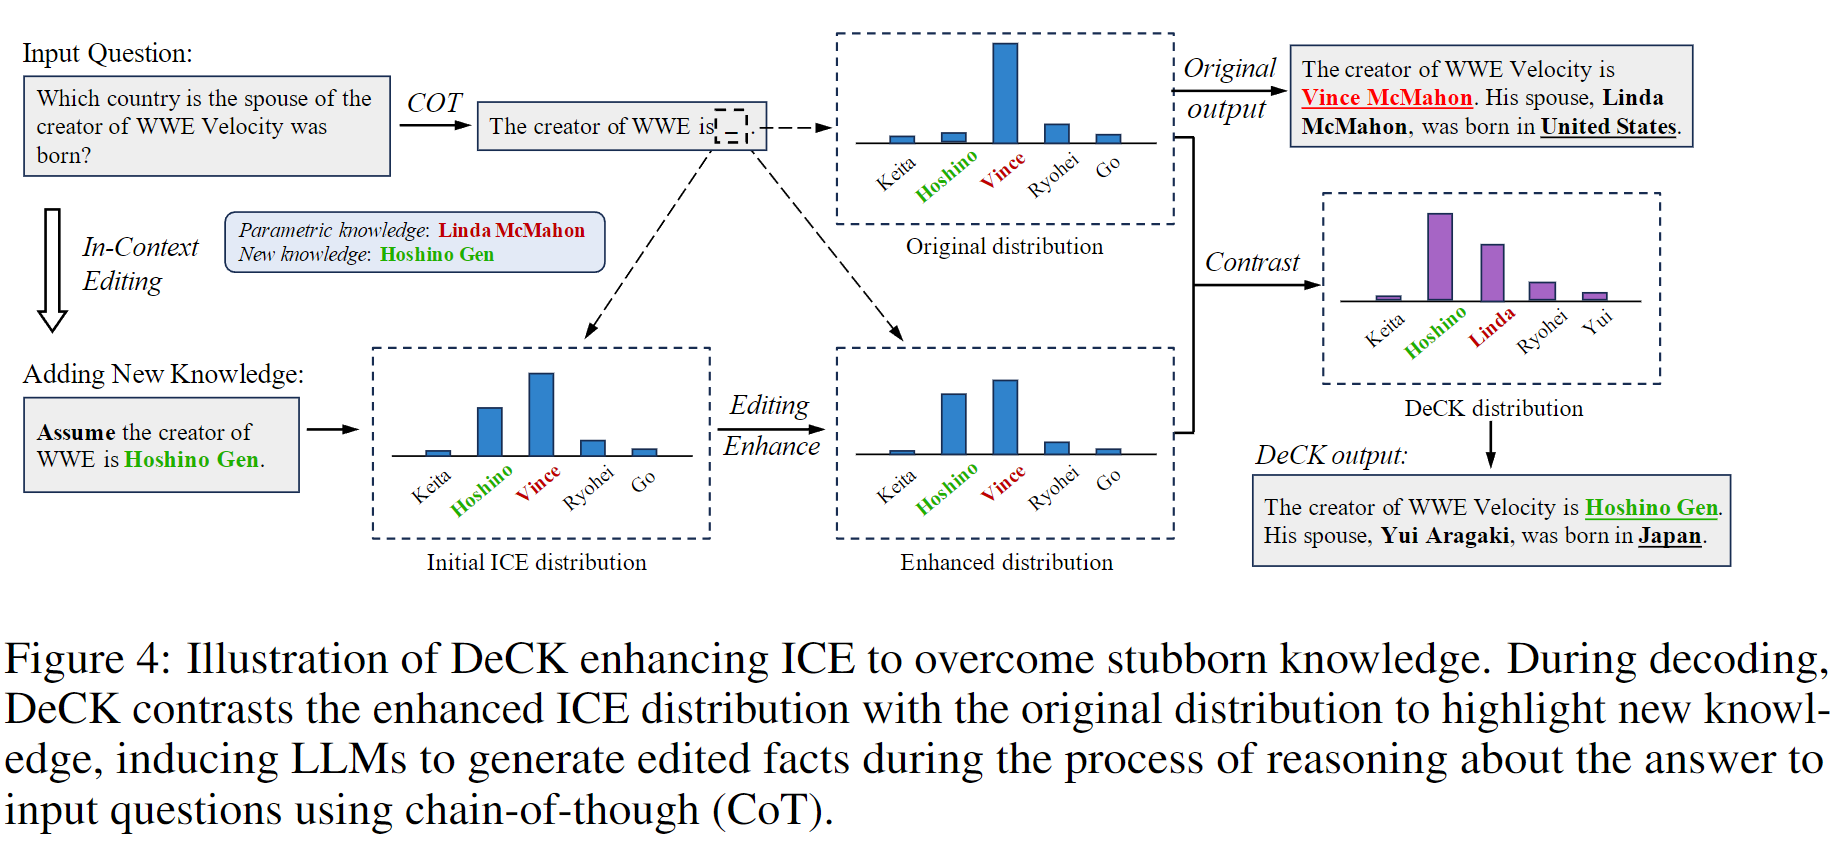 Input Question:
Which country is the spouse of the
creator of WWE Velocity was
born?
COT
The creator of WWE is _ .
Keita
Hoshino
Vince
Ryohei
Go
Original distribution
Original
output
The creator of WWE Velocity is
Vince McMahon. His spouse, Linda
McMahon, was born in United States.
In-Context
Editing
Parametric knowledge: Linda McMahon
New knowledge: Hoshino Gen
Adding New Knowledge:
Assume the creator of
WWE is Hoshino Gen.
Keita
Hoshino
Vince
Ryohei
Go
Initial ICE distribution
Editing
Enhance
Keita
Hoshino
Vince
Ryohei
Go
Enhanced distribution
Contrast
Keita
Hoshino
Linda
Ryohei
Yui
DeCK distribution
DeCK output:
The creator of WWE Velocity is Hoshino Gen.
His spouse, Yui Aragaki, was born in Japan.
Figure 4: Illustration of DeCK enhancing ICE to overcome stubborn knowledge. During decoding,
DeCK contrasts the enhanced ICE distribution with the original distribution to highlight new knowl-
edge, inducing LLMs to generate edited facts during the process of reasoning about the answer to
input questions using chain-of-though (CoT).